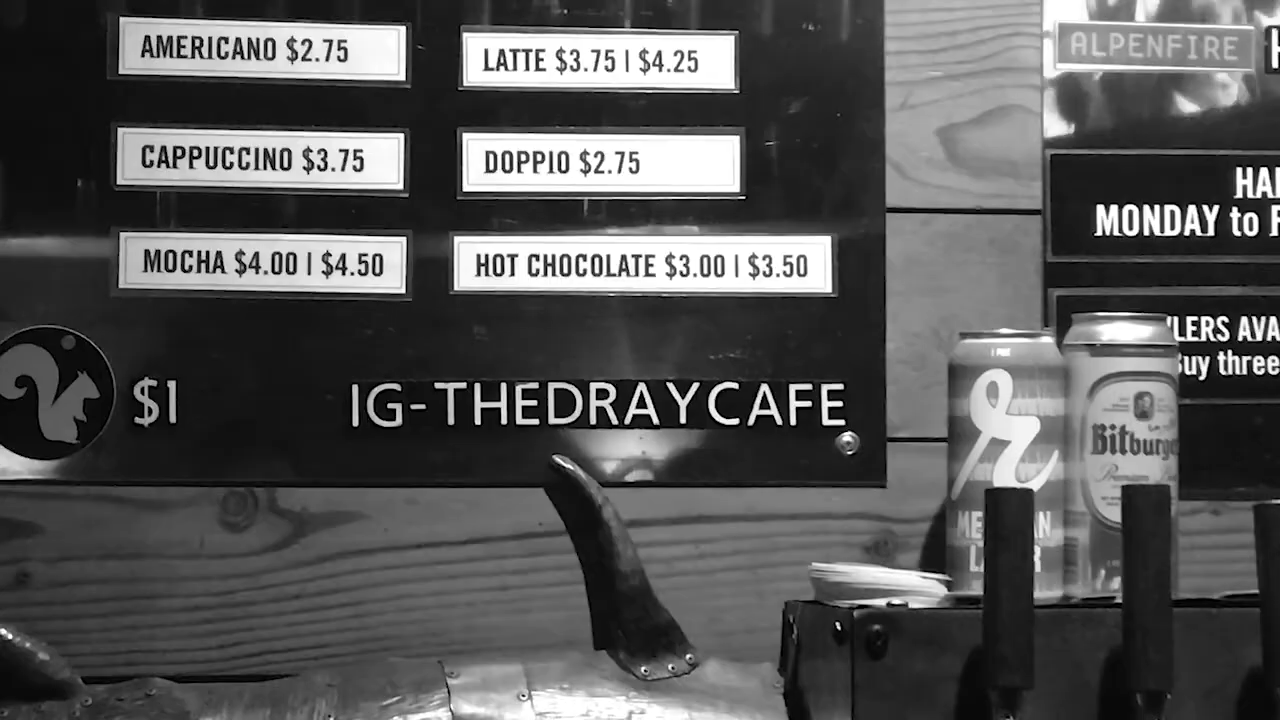 AMERICANO $2.75
LATTE $3.75 | $4.25
CAPPUCCINO $3.75
DOPPIO $2.75
MOCHA $4.00 | $4.50
HOT CHOCOLATE $3.00 | $3.50
$1
IG-THEDRAYCAFE
ALPENFIRE
MONDAY to
three
r
Bitburger